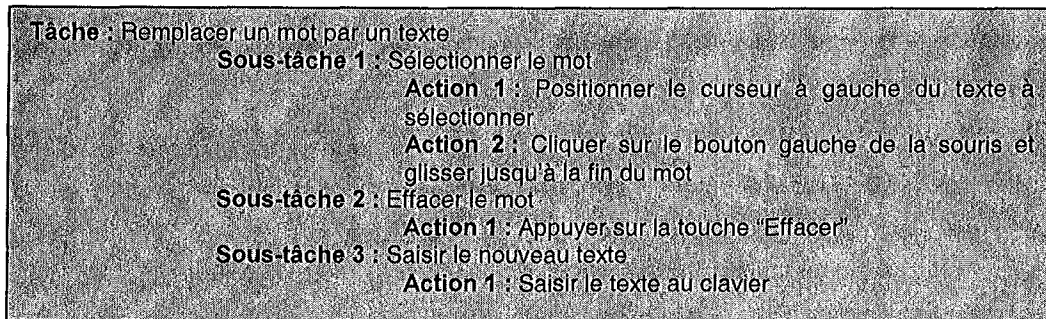 Tâche : Remplacer un mot par un texte
Sous-tâche 1 : Sélectionner le mot
Action 1 : Positionner le curseur à gauche du texte à
sélectionner
Action 2 : Cliquer sur le bouton gauche de la souris et
glisser jusqu'à la fin du mot
Sous-tâche 2 : Effacer le mot
Action 1 : Appuyer sur la touche "Effacer"
Sous-tâche 3 : Saisir le nouveau texte
Action 1 : Saisir le texte au clavier